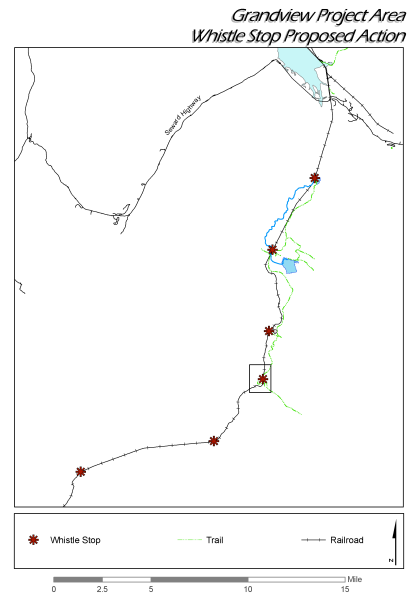 Grandview Project Area
Whistle Stop Proposed Action
Seward Highway
Whistle Stop
Trail
Railroad
N
0 2.5 5 10 15 Mile